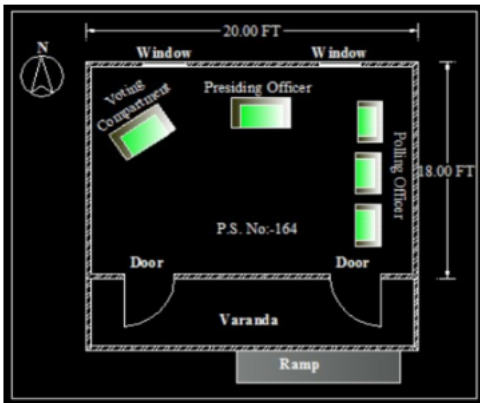 20.00 FT
N
Window
Window
Voting
Compartment
Presiding Officer
Polling Officer
18.00 FT
P.S. No:-164
Door
Door
Varanda
Ramp